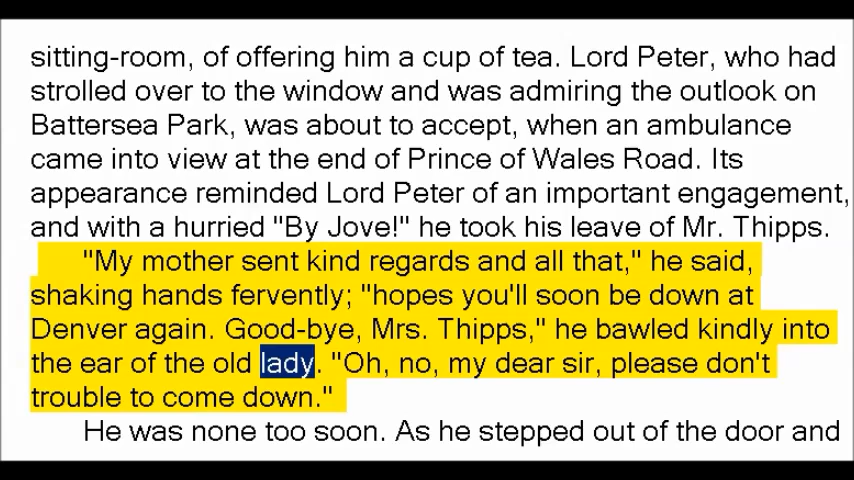 sitting-room, of offering him a cup of tea. Lord Peter, who had
strolled over to the window and was admiring the outlook on
Battersea Park, was about to accept, when an ambulance
came into view at the end of Prince of Wales Road. Its
appearance reminded Lord Peter of an important engagement,
and with a hurried "By Jove!" he took his leave of Mr. Thipps.
"My mother sent kind regards and all that," he said,
shaking hands fervently; "hopes you'll soon be down at
Denver again. Good-bye, Mrs. Thipps," he bawled kindly into
the ear of the old lady. "Oh, no, my dear sir, please don't
trouble to come down."
He was none too soon. As he stepped out of the door and